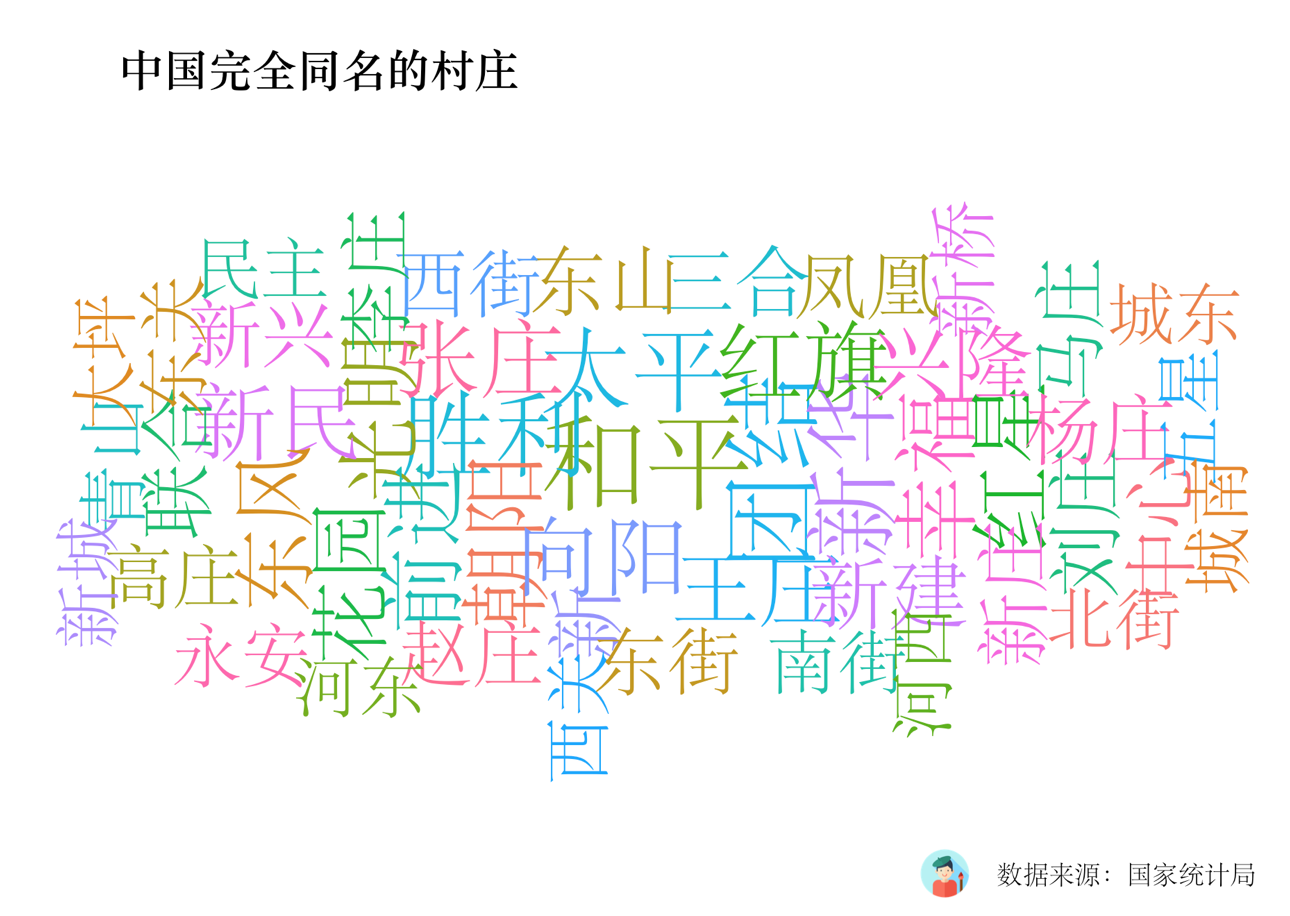 中国完全同名的村庄
民主
李庄
西街
东山
三合
凤凰
新桥
马庄
城东
大坪
东关
新兴
光明
张庄
太平
红旗
兴隆
五星
青山
联合
新民
胜利
和平
团结
新华
幸福
红星
杨庄
新城
高庄
东风
花园
前进
朝阳
向阳
王庄
新建
新庄
刘庄
中心
城南
北街
永安
河东
赵庄
新
西关
东街
南街
河西
数据来源：国家统计局